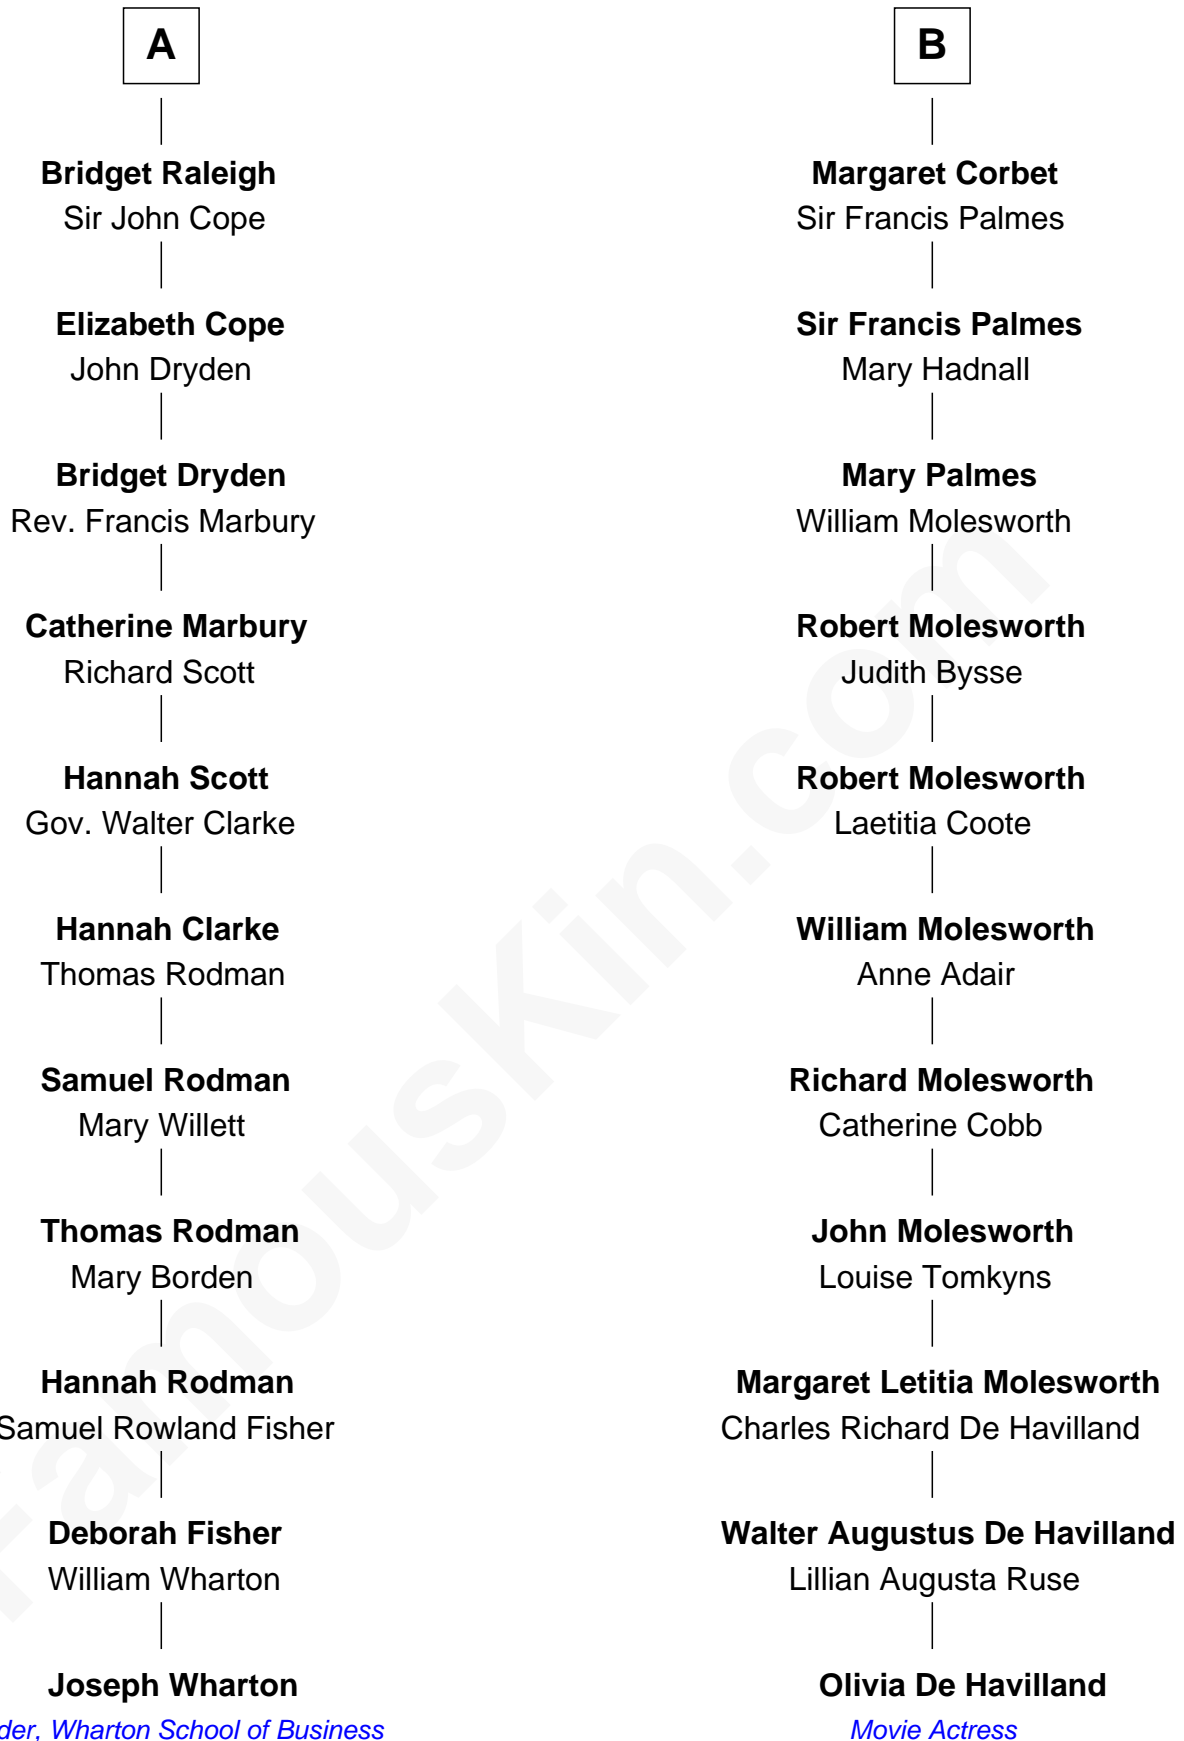 A
Bridget Raleigh
Sir John Cope
Elizabeth Cope
John Dryden
Bridget Dryden
Rev. Francis Marbury
Catherine Marbury
Richard Scott
Hannah Scott
Gov. Walter Clarke
Hannah Clarke
Thomas Rodman
Samuel Rodman
Mary Willett
Thomas Rodman
Mary Borden
Hannah Rodman
Samuel Rowland Fisher
Deborah Fisher
William Wharton
Joseph Wharton
der, Wharton School of Business
B
Margaret Corbet
Sir Francis Palmes
Sir Francis Palmes
Mary Hadnall
Mary Palmes
William Molesworth
Robert Molesworth
Judith Bysse
Robert Molesworth
Laetitia Coote
William Molesworth
Anne Adair
Richard Molesworth
Catherine Cobb
John Molesworth
Louise Tomkyns
Margaret Letitia Molesworth
Charles Richard De Havilland
Walter Augustus De Havilland
Lillian Augusta Ruse
Olivia De Havilland
Movie Actress
FamousKin.com